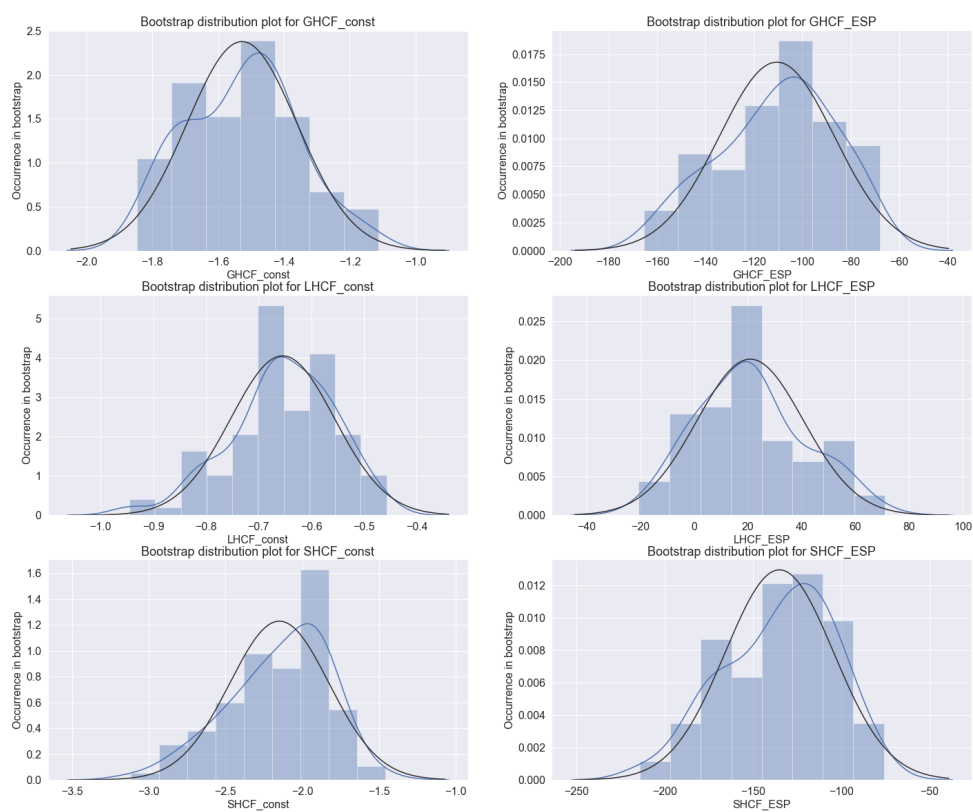 Bootstrap distribution plot for GHCF_const
Occurrence in bootstrap
2.5
2.0
1.5
1.0
0.5
0.0
−2.0 −1.8 −1.6 −1.4 −1.2 −1.0
GHCF_const
Bootstrap distribution plot for GHCF_ESP
Occurrence in bootstrap
0.0175
0.0150
0.0125
0.0100
0.0075
0.0050
0.0025
0.0000
−200 −180 −160 −140 −120 −100 −80 −60 −40
GHCF_ESP
Bootstrap distribution plot for LHCF_const
Occurrence in bootstrap
5
4
3
2
1
0
−1.0 −0.9 −0.8 −0.7 −0.6 −0.5 −0.4
LHCF_const
Bootstrap distribution plot for LHCF_ESP
Occurrence in bootstrap
0.025
0.020
0.015
0.010
0.005
0.000
−40 −20 0 20 40 60 80 100
LHCF_ESP
Bootstrap distribution plot for SHCF_const
Occurrence in bootstrap
1.6
1.4
1.2
1.0
0.8
0.6
0.4
0.2
0.0
−3.5 −3.0 −2.5 −2.0 −1.5 −1.0
SHCF_const
Bootstrap distribution plot for SHCF_ESP
Occurrence in bootstrap
0.012
0.010
0.008
0.006
0.004
0.002
0.000
−250 −200 −150 −100 −50
SHCF_ESP